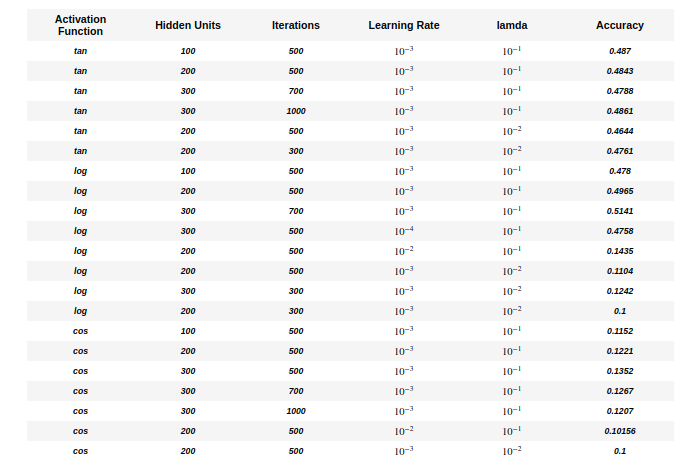 Activation Function Hidden Units Iterations Learning Rate lamda Accuracy
tan 100 500 10⁻³ 10⁻¹ 0.487
tan 200 500 10⁻³ 10⁻¹ 0.4843
tan 300 700 10⁻³ 10⁻¹ 0.4788
tan 300 1000 10⁻³ 10⁻¹ 0.4861
tan 200 500 10⁻³ 10⁻² 0.4644
tan 200 300 10⁻³ 10⁻² 0.4761
log 100 500 10⁻³ 10⁻¹ 0.478
log 200 500 10⁻³ 10⁻¹ 0.4965
log 300 700 10⁻³ 10⁻¹ 0.5141
log 300 500 10⁻⁴ 10⁻¹ 0.4758
log 200 500 10⁻² 10⁻¹ 0.1435
log 200 500 10⁻³ 10⁻² 0.1104
log 300 300 10⁻³ 10⁻² 0.1242
log 200 300 10⁻³ 10⁻² 0.1
cos 100 500 10⁻³ 10⁻¹ 0.1152
cos 200 500 10⁻³ 10⁻¹ 0.1221
cos 300 500 10⁻³ 10⁻¹ 0.1352
cos 300 700 10⁻³ 10⁻¹ 0.1267
cos 300 1000 10⁻³ 10⁻¹ 0.1207
cos 200 500 10⁻² 10⁻¹ 0.10156
cos 200 500 10⁻³ 10⁻² 0.1